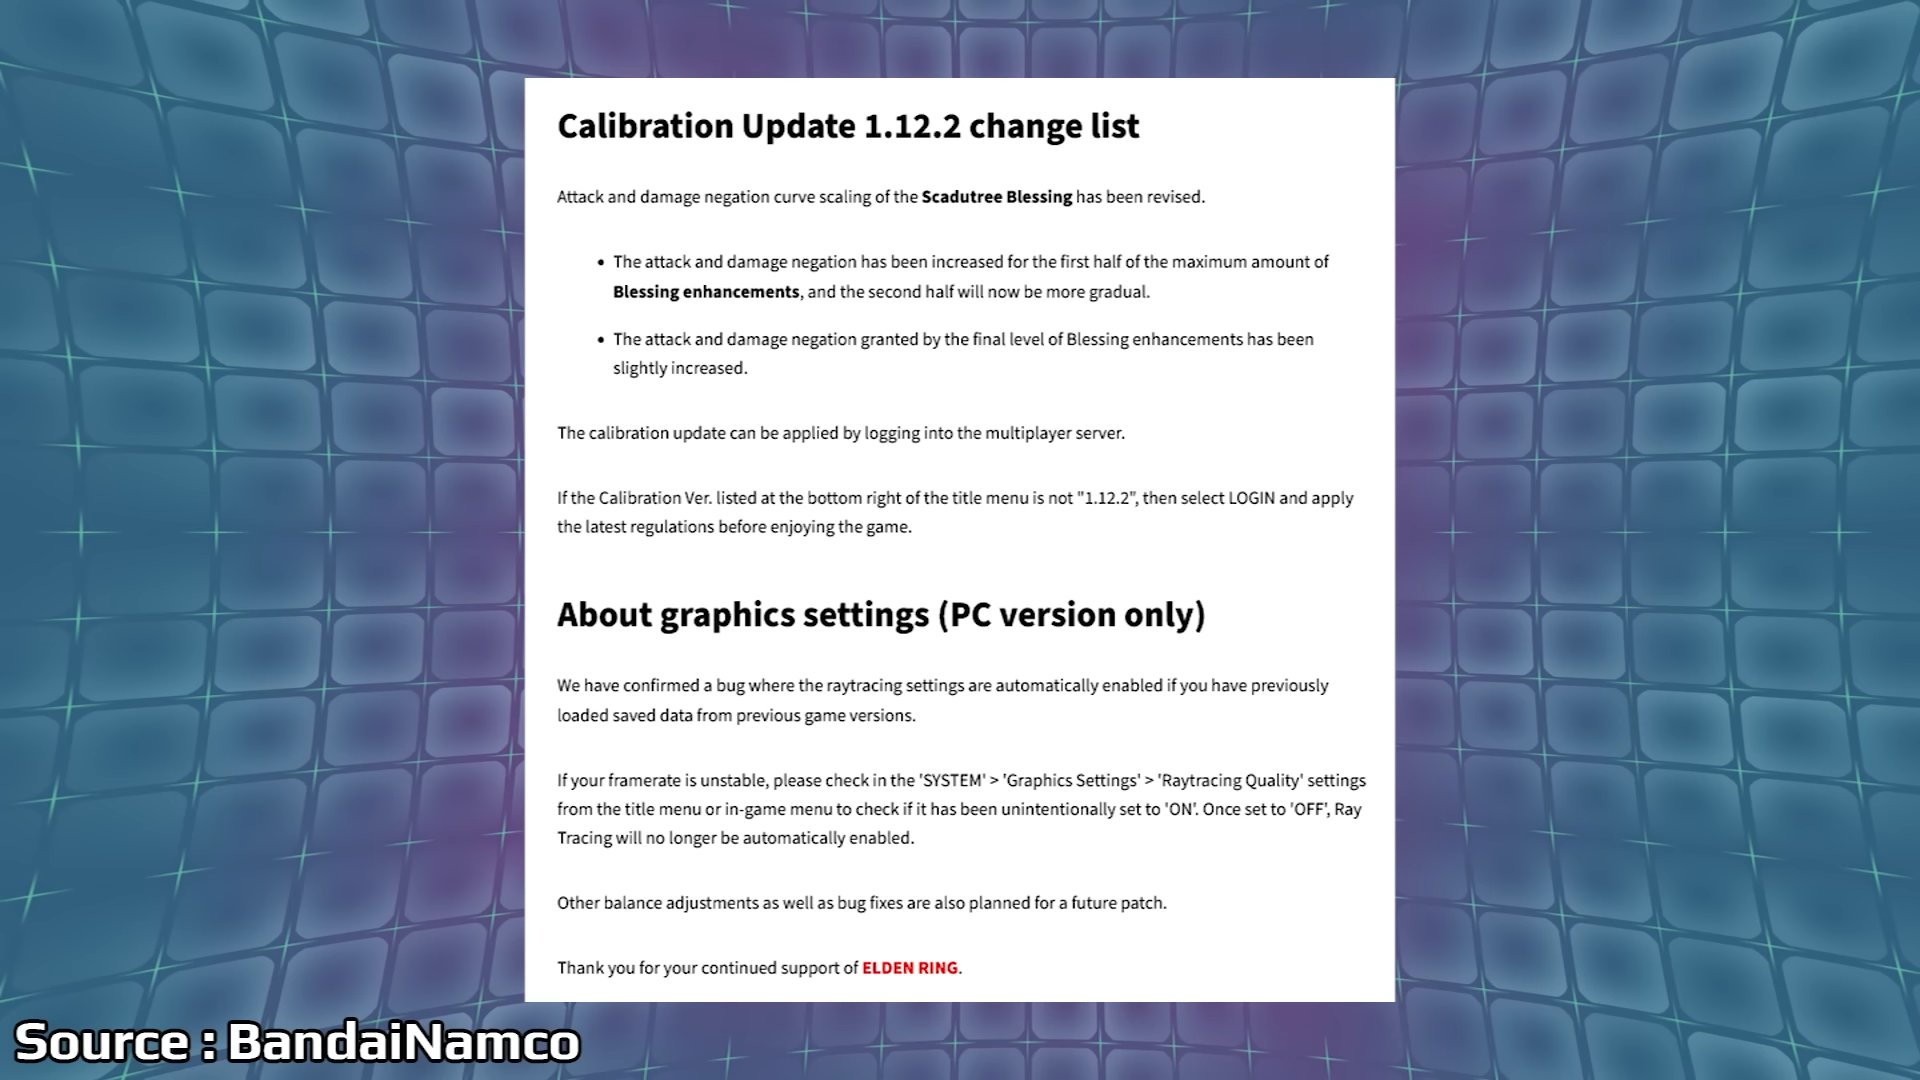 Calibration Update 1.12.2 change list
Attack and damage negation curve scaling of the Scadutree Blessing has been revised.
• The attack and damage negation has been increased for the first half of the maximum amount of
Blessing enhancements, and the second half will now be more gradual.
• The attack and damage negation granted by the final level of Blessing enhancements has been
slightly increased.
The calibration update can be applied by logging into the multiplayer server.
If the Calibration Ver. listed at the bottom right of the title menu is not "1.12.2", then select LOGIN and apply
the latest regulations before enjoying the game.
About graphics settings (PC version only)
We have confirmed a bug where the raytracing settings are automatically enabled if you have previously
loaded saved data from previous game versions.
If your framerate is unstable, please check in the 'SYSTEM' > 'Graphics Settings' > 'Raytracing Quality' settings
from the title menu or in-game menu to check if it has been unintentionally set to 'ON'. Once set to 'OFF', Ray
Tracing will no longer be automatically enabled.
Other balance adjustments as well as bug fixes are also planned for a future patch.
Thank you for your continued support of ELDEN RING.
Source : BandaiNamco